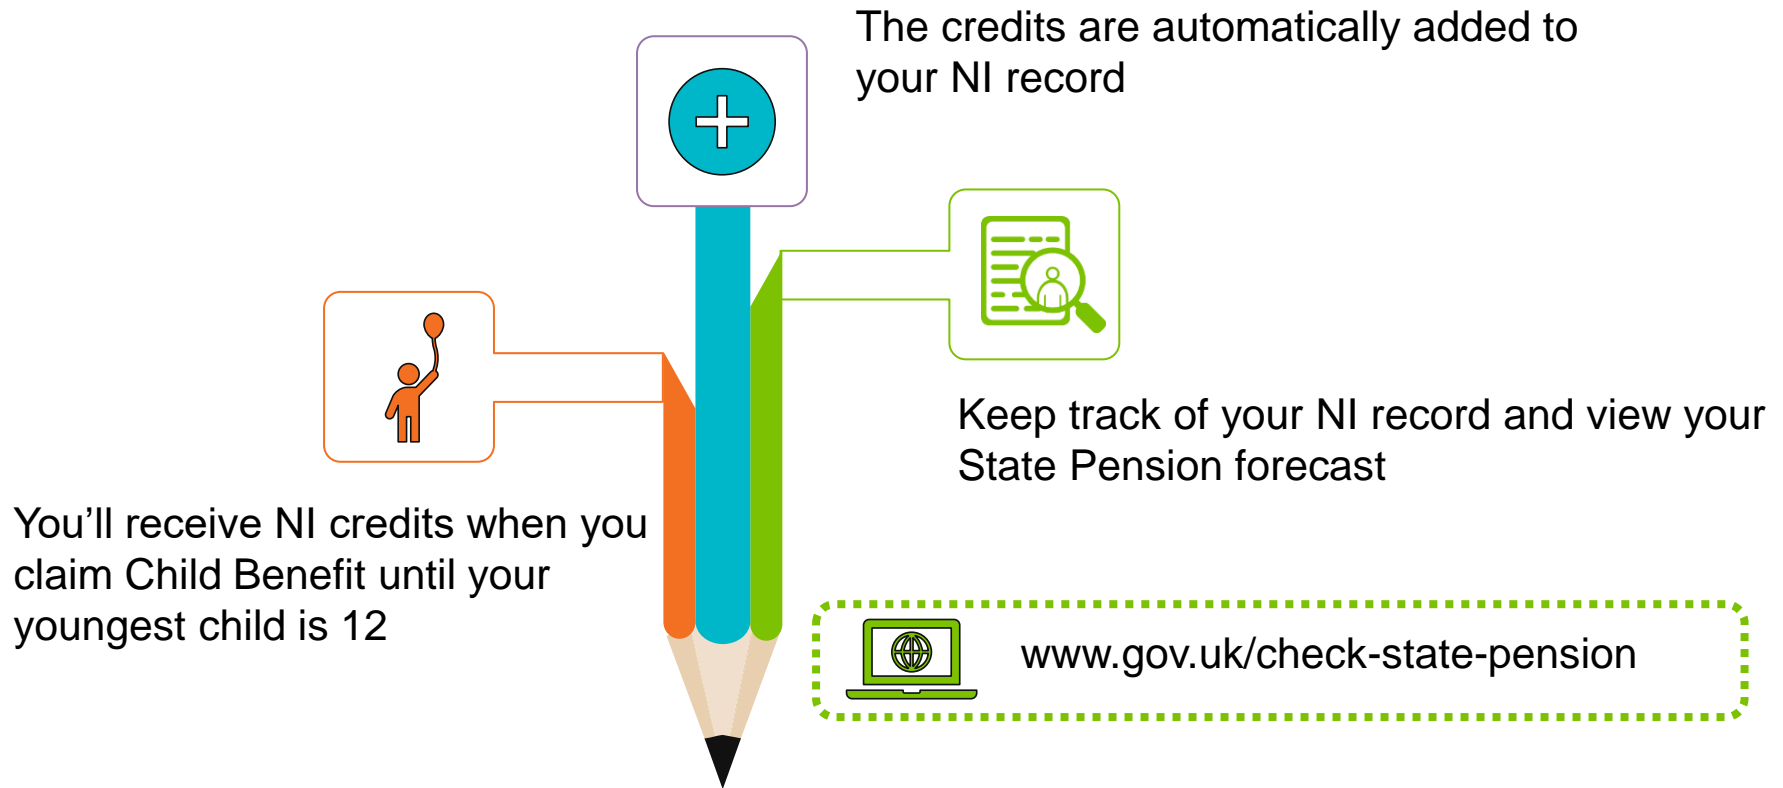 The credits are automatically added to
your NI record
Keep track of your NI record and view your
State Pension forecast
You’ll receive NI credits when you
claim Child Benefit until your
youngest child is 12
www.gov.uk/check-state-pension